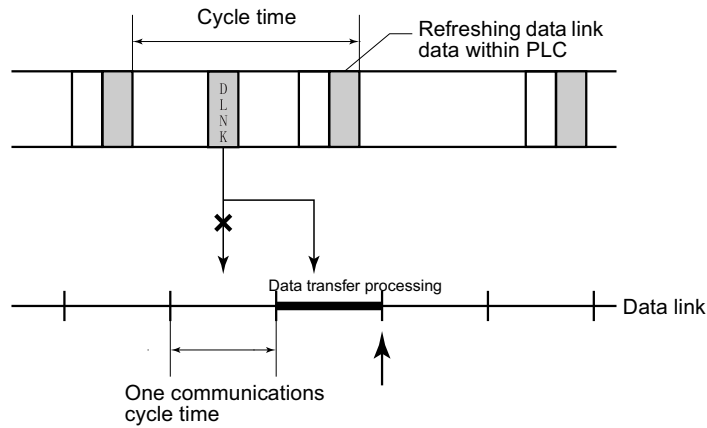 Cycle time
Refreshing data link
data within PLC
D
L
N
K
Data transfer processing
Data link
One communications
cycle time